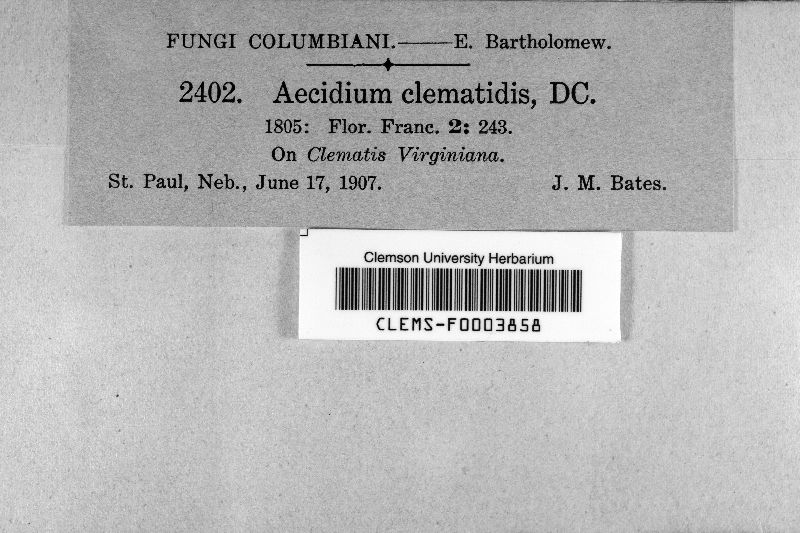 FUNGI COLUMBIANI.——E. Bartholomew.
2402. Aecidium clematidis, DC.
1805: Flor. Franc. 2: 243.
On Clematis Virginiana.
St. Paul, Neb., June 17, 1907. J. M. Bates.
Clemson University Herbarium
CLEMS-F0003858